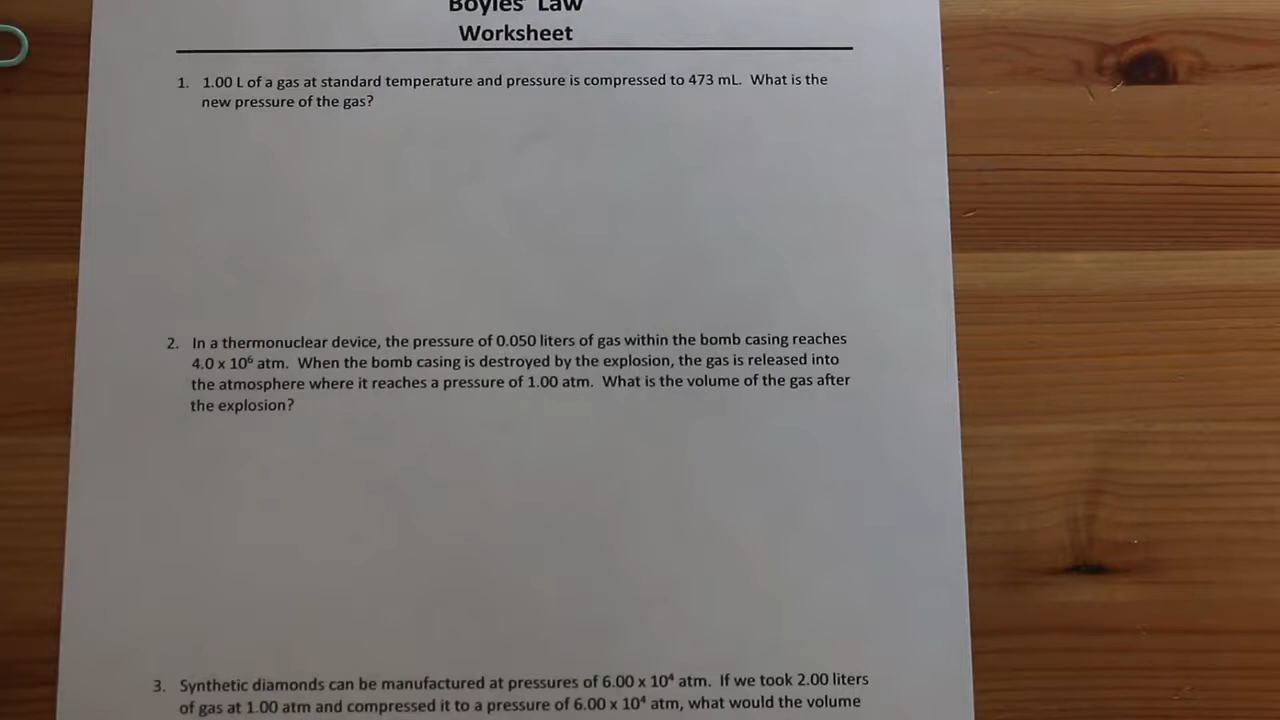 Boyles' Law
Worksheet
1. 1.00 L of a gas at standard temperature and pressure is compressed to 473 mL. What is the
new pressure of the gas?
2. In a thermonuclear device, the pressure of 0.050 liters of gas within the bomb casing reaches
4.0 x 10⁶ atm. When the bomb casing is destroyed by the explosion, the gas is released into
the atmosphere where it reaches a pressure of 1.00 atm. What is the volume of the gas after
the explosion?
3. Synthetic diamonds can be manufactured at pressures of 6.00 x 10⁴ atm. If we took 2.00 liters
of gas at 1.00 atm and compressed it to a pressure of 6.00 x 10⁴ atm, what would the volume